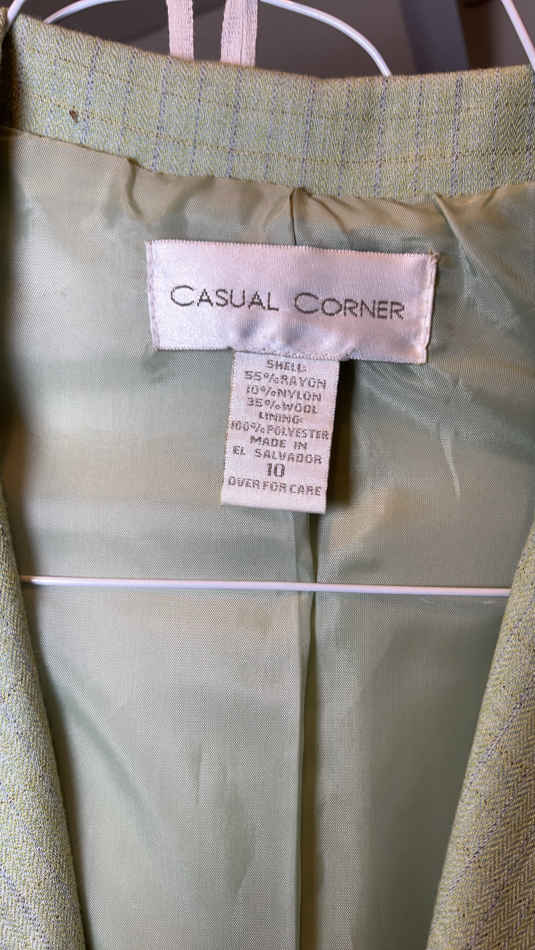 CASUAL CORNER
SHELL:
55%RAYON
10%NYLON
35%WOOL
LINING:
100%POLYESTER
MADE IN
EL SALVADOR
10
OVER FOR CARE